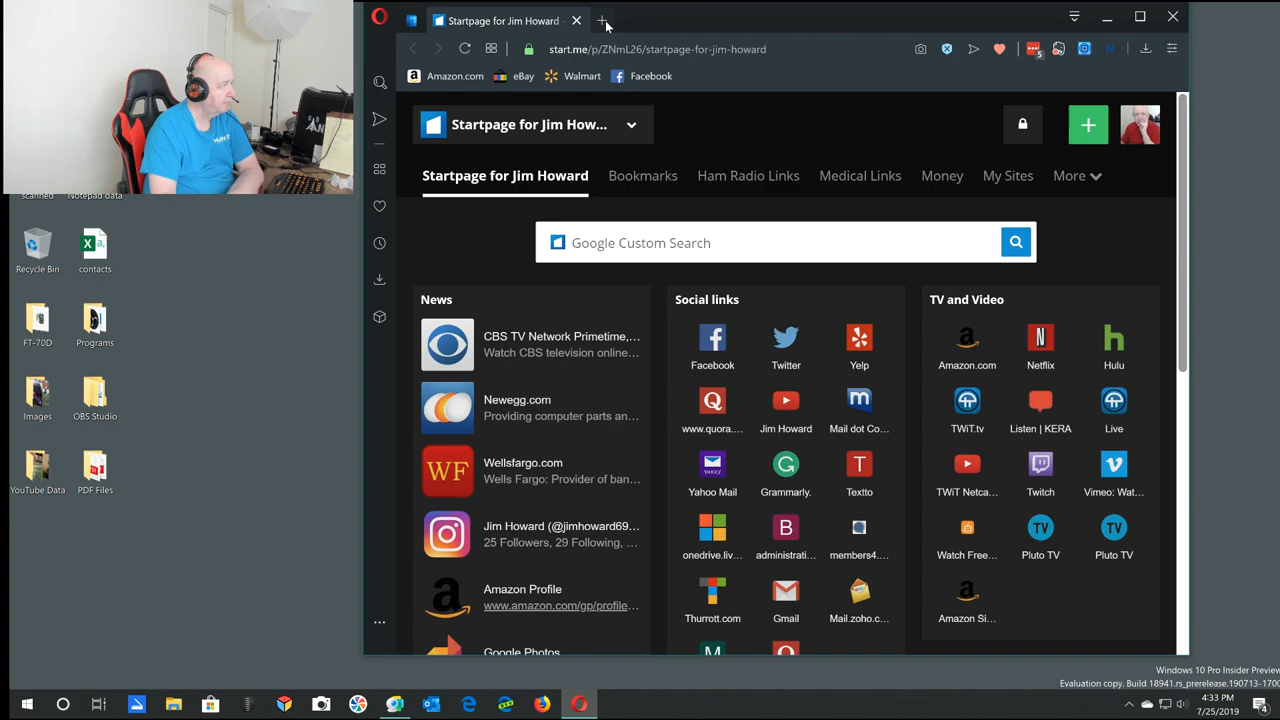 Startpage for Jim Howard
start.me/p/ZNmL26/startpage-for-jim-howard
5
Amazon.com
eBay
Walmart
Facebook
Startpage for Jim How...
Startpage for Jim Howard
Bookmarks
Ham Radio Links
Medical Links
Money
My Sites
More
Google Custom Search
News
CBS TV Network Primetime,...
Watch CBS television online...
Newegg.com
Providing computer parts an...
WF
Wellsfargo.com
Wells Fargo: Provider of ban...
Jim Howard (@jimhoward69...
25 Followers, 29 Following, ...
Amazon Profile
www.amazon.com/gp/profile...
Google Photos
Social links
Facebook
Twitter
Yelp
www.quora....
Jim Howard
Mail dot Co...
YAHOO!
Yahoo Mail
Grammarly.
Textto
onedrive.liv...
administrati...
members4....
Thurrott.com
Gmail
Mail.zoho.c...
TV and Video
Amazon.com
Netflix
Hulu
TWiT.tv
Listen | KERA
Live
TWiT Netca...
Twitch
Vimeo: Wat...
Watch Free...
TV
Pluto TV
TV
Pluto TV
Amazon Si...
scanned
Notepad data
Recycle Bin
contacts
FT-70D
Programs
Images
OBS Studio
YouTube Data
PDF Files
Windows 10 Pro Insider Preview
Evaluation copy. Build 18941.rs_prerelease.190713-1700
4:33 PM
7/25/2019
4